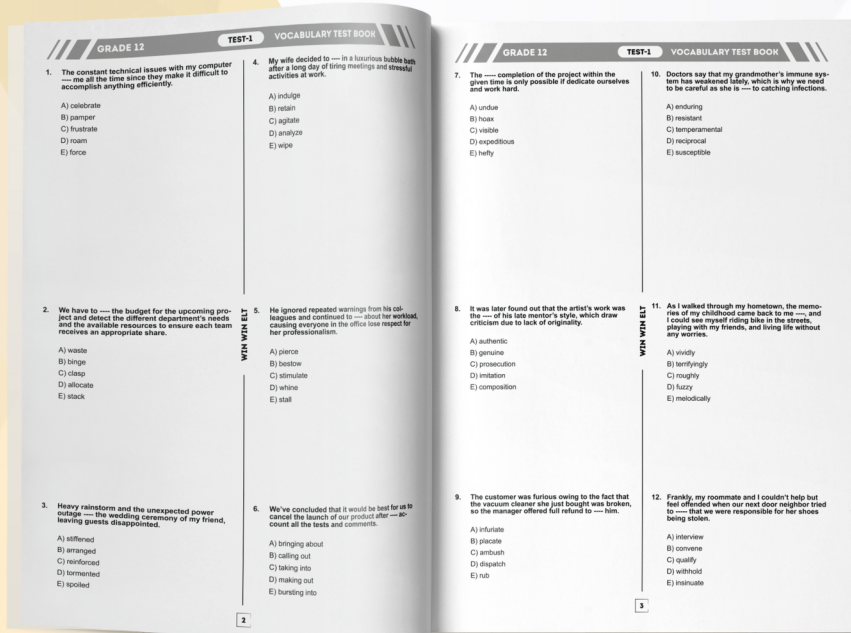 GRADE 12
TEST-1
VOCABULARY TEST BOOK
1. The constant technical issues with my computer
---- me all the time since they make it difficult to
accomplish anything efficiently.
A) celebrate
B) pamper
C) frustrate
D) roam
E) force
2. We have to ---- the budget for the upcoming pro-
ject and detect the different department's needs
and the available resources to ensure each team
receives an appropriate share.
A) waste
B) binge
C) clasp
D) allocate
E) stack
3. Heavy rainstorm and the unexpected power
outage ---- the wedding ceremony of my friend,
leaving guests disappointed.
A) stiffened
B) arranged
C) reinforced
D) tormented
E) spoiled
WIN WIN ELT
4. My wife decided to ---- in a luxurious bubble bath
after a long day of tiring meetings and stressful
activities at work.
A) indulge
B) retain
C) agitate
D) analyze
E) wipe
5. He ignored repeated warnings from his col-
leagues and continued to ---- about her workload,
causing everyone in the office lose respect for
her professionalism.
A) pierce
B) bestow
C) stimulate
D) whine
E) stall
6. We've concluded that it would be best for us to
cancel the launch of our product after ---- ac-
count all the tests and comments.
A) bringing about
B) calling out
C) taking into
D) making out
E) bursting into
2
GRADE 12
TEST-1
VOCABULARY TEST BOOK
7. The ----- completion of the project within the
given time is only possible if dedicate ourselves
and work hard.
A) undue
B) hoax
C) visible
D) expeditious
E) hefty
8. It was later found out that the artist's work was
the ---- of his late mentor's style, which draw
criticism due to lack of originality.
A) authentic
B) genuine
C) prosecution
D) imitation
E) composition
9. The customer was furious owing to the fact that
the vacuum cleaner she just bought was broken,
so the manager offered full refund to ---- him.
A) infuriate
B) placate
C) ambush
D) dispatch
E) rub
WIN WIN ELT
10. Doctors say that my grandmother's immune sys-
tem has weakened lately, which is why we need
to be careful as she is ---- to catching infections.
A) enduring
B) resistant
C) temperamental
D) reciprocal
E) susceptible
11. As I walked through my hometown, the memo-
ries of my childhood came back to me ----, and
I could see myself riding bike in the streets,
playing with my friends, and living life without
any worries.
A) vividly
B) terrifyingly
C) roughly
D) fuzzy
E) melodically
12. Frankly, my roommate and I couldn't help but
feel offended when our next door neighbor tried
to ----- that we were responsible for her shoes
being stolen.
A) interview
B) convene
C) qualify
D) withhold
E) insinuate
3